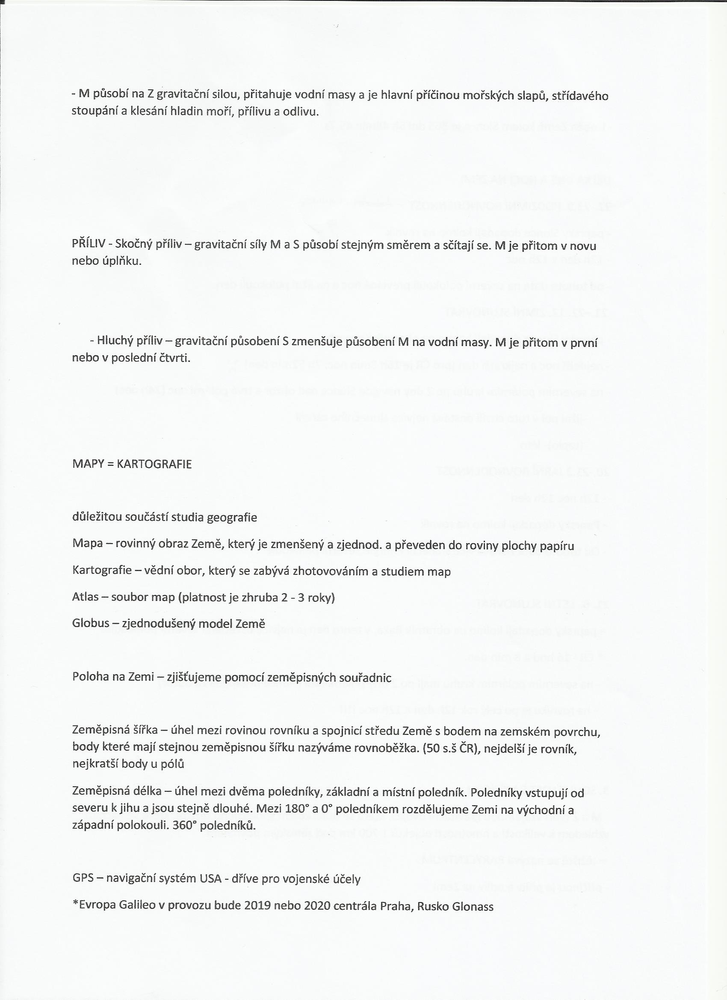 - M působí na Z gravitační silou, přitahuje vodní masy a je hlavní příčinou mořských slapů, střídavého
stoupání a klesání hladin moří, přílivu a odlivu.
PŘÍLIV - Skočný příliv – gravitační síly M a S působí stejným směrem a sčítají se. M je přitom v novu
nebo úplňku.
- Hluchý příliv – gravitační působení S zmenšuje působení M na vodní masy. M je přitom v první
nebo v poslední čtvrti.
MAPY = KARTOGRAFIE
důležitou součástí studia geografie
Mapa – rovinný obraz Země, který je zmenšený a zjednod. a převeden do roviny plochy papíru
Kartografie – vědní obor, který se zabývá zhotovováním a studiem map
Atlas – soubor map (platnost je zhruba 2 - 3 roky)
Globus – zjednodušený model Země
Poloha na Zemi – zjišťujeme pomocí zeměpisných souřadnic
Zeměpisná šířka – úhel mezi rovinou rovníku a spojnicí středu Země s bodem na zemském povrchu,
body které mají stejnou zeměpisnou šířku nazýváme rovnoběžka. (50 s.š ČR), nejdelší je rovník,
nejkratší body u pólů
Zeměpisná délka – úhel mezi dvěma poledníky, základní a místní poledník. Poledníky vstupují od
severu k jihu a jsou stejně dlouhé. Mezi 180° a 0° poledníkem rozdělujeme Zemi na východní a
západní polokouli. 360° poledníků.
GPS – navigační systém USA - dříve pro vojenské účely
*Evropa Galileo v provozu bude 2019 nebo 2020 centrála Praha, Rusko Glonass